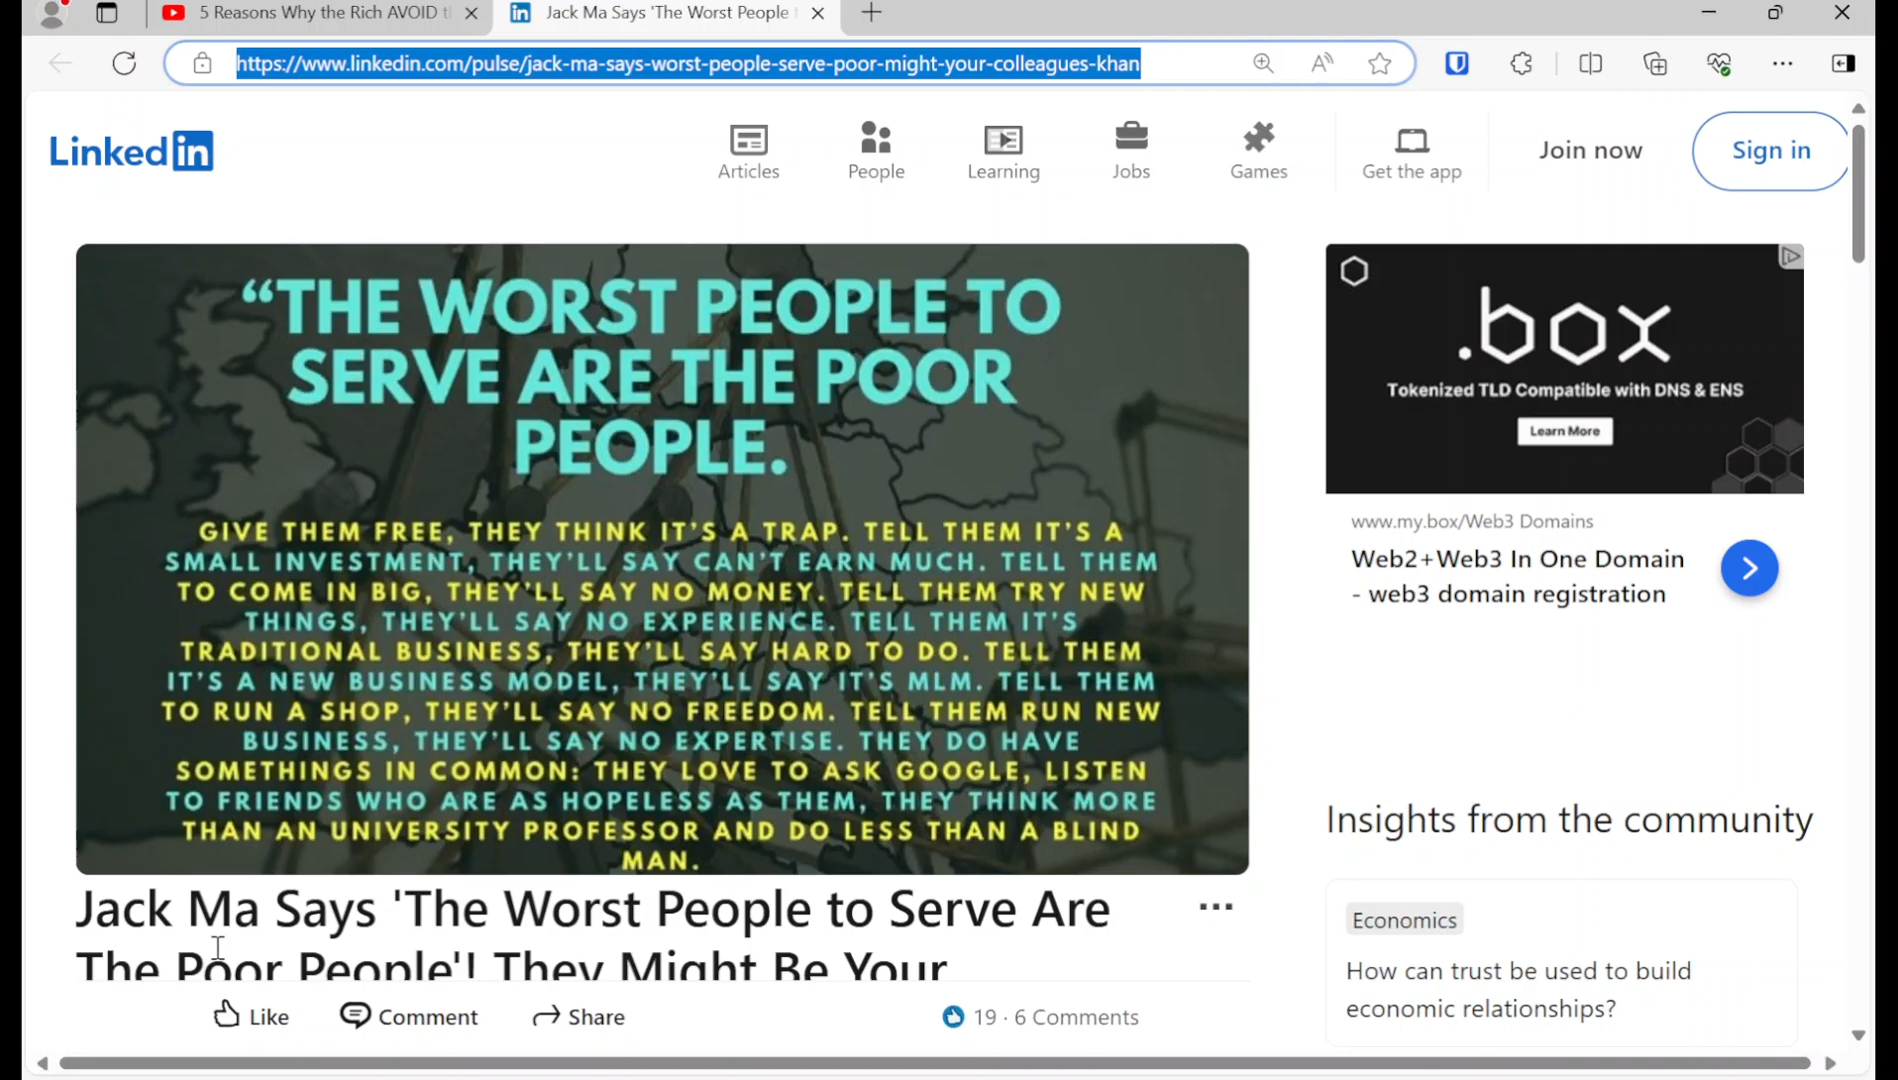 5 Reasons Why the Rich AVOID t
Jack Ma Says 'The Worst People t
https://www.linkedin.com/pulse/jack-ma-says-worst-people-serve-poor-might-your-colleagues-khan
Linked in
Articles
People
Learning
Jobs
Games
Get the app
Join now
Sign in
“THE WORST PEOPLE TO
SERVE ARE THE POOR
PEOPLE.
GIVE THEM FREE, THEY THINK IT’S A TRAP. TELL THEM IT’S A
SMALL INVESTMENT, THEY’LL SAY CAN’T EARN MUCH. TELL THEM
TO COME IN BIG, THEY’LL SAY NO MONEY. TELL THEM TRY NEW
THINGS, THEY’LL SAY NO EXPERIENCE. TELL THEM IT’S
TRADITIONAL BUSINESS, THEY’LL SAY HARD TO DO. TELL THEM
IT’S A NEW BUSINESS MODEL, THEY’LL SAY IT’S MLM. TELL THEM
TO RUN A SHOP, THEY’LL SAY NO FREEDOM. TELL THEM RUN NEW
BUSINESS, THEY’LL SAY NO EXPERTISE. THEY DO HAVE
SOMETHINGS IN COMMON: THEY LOVE TO ASK GOOGLE, LISTEN
TO FRIENDS WHO ARE AS HOPELESS AS THEM, THEY THINK MORE
THAN AN UNIVERSITY PROFESSOR AND DO LESS THAN A BLIND
MAN.
Jack Ma Says 'The Worst People to Serve Are
The Poor People'! They Might Be Your
Like
Comment
Share
19 · 6 Comments
.box
Tokenized TLD Compatible with DNS & ENS
Learn More
www.my.box/Web3 Domains
Web2+Web3 In One Domain
- web3 domain registration
Insights from the community
Economics
How can trust be used to build
economic relationships?